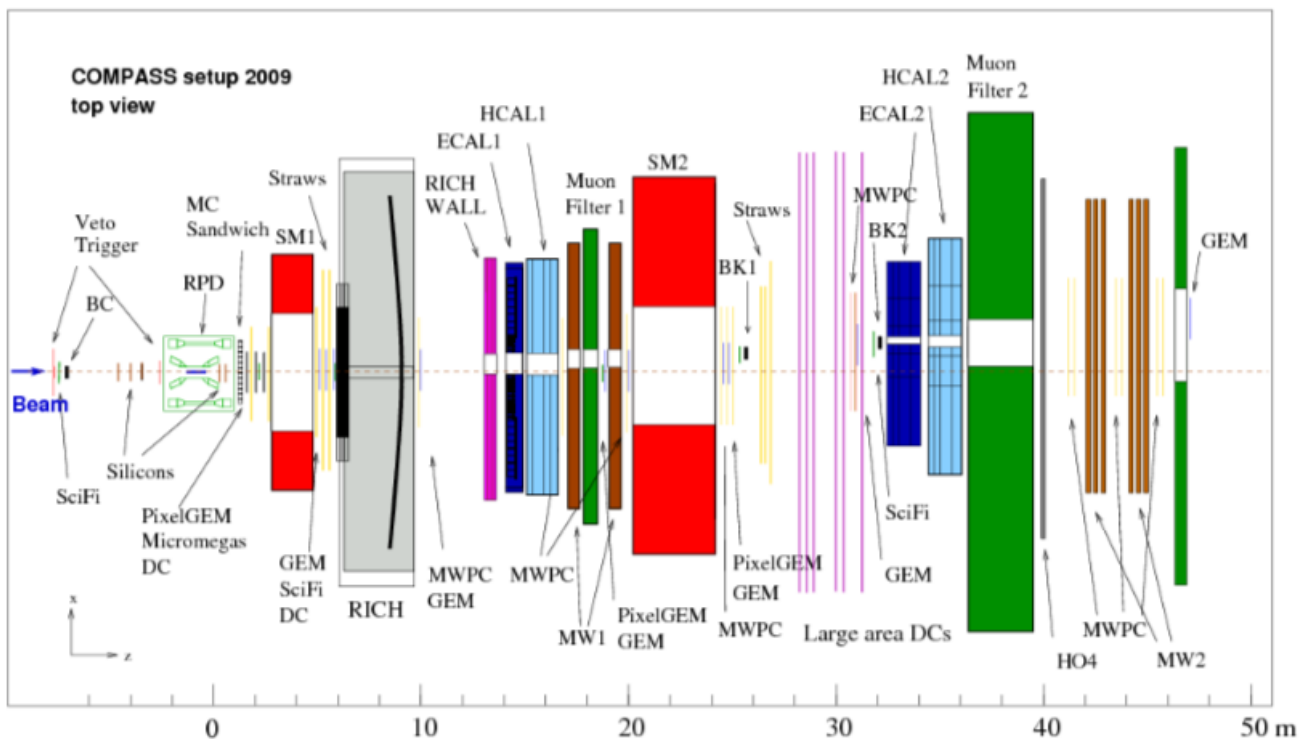 COMPASS setup 2009
top view
Veto
Trigger
BC
MC
Sandwich
RPD
SM1
Straws
RICH
WALL
ECAL1
HCAL1
Muon
Filter 1
SM2
Straws
BK1
MWPC
BK2
ECAL2
HCAL2
Muon
Filter 2
GEM
Beam
SciFi
Silicons
PixelGEM
Micromegas
DC
GEM
SciFi
DC
RICH
MWPC
GEM
MWPC
MW1
PixelGEM
GEM
PixelGEM
GEM
MWPC
Large area DCs
GEM
SciFi
HO4
MWPC
MW2
x
z
0 10 20 30 40 50 m